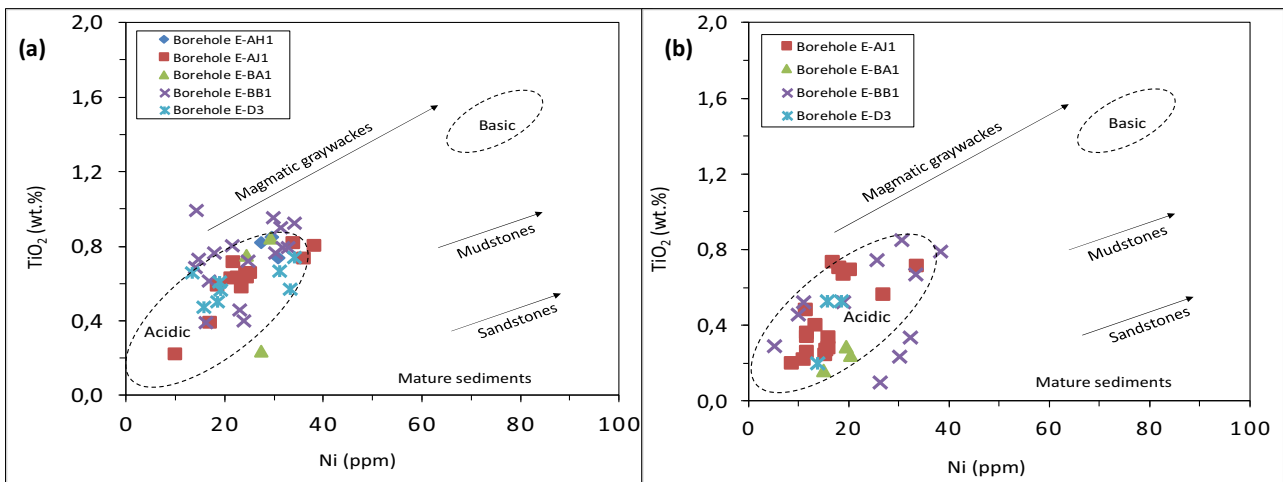 (a)
Borehole E-AH1
Borehole E-AJ1
Borehole E-BA1
Borehole E-BB1
Borehole E-D3
2,0
1,6
1,2
0,8
0,4
0,0
TiO₂ (wt.%)
Magmatic graywackes
Basic
Mudstones
Sandstones
Acidic
Mature sediments
0
20
40
60
80
100
Ni (ppm)
(b)
Borehole E-AJ1
Borehole E-BA1
Borehole E-BB1
Borehole E-D3
2,0
1,6
1,2
0,8
0,4
0,0
TiO₂ (wt.%)
Magmatic graywackes
Basic
Mudstones
Sandstones
Acidic
Mature sediments
0
20
40
60
80
100
Ni (ppm)